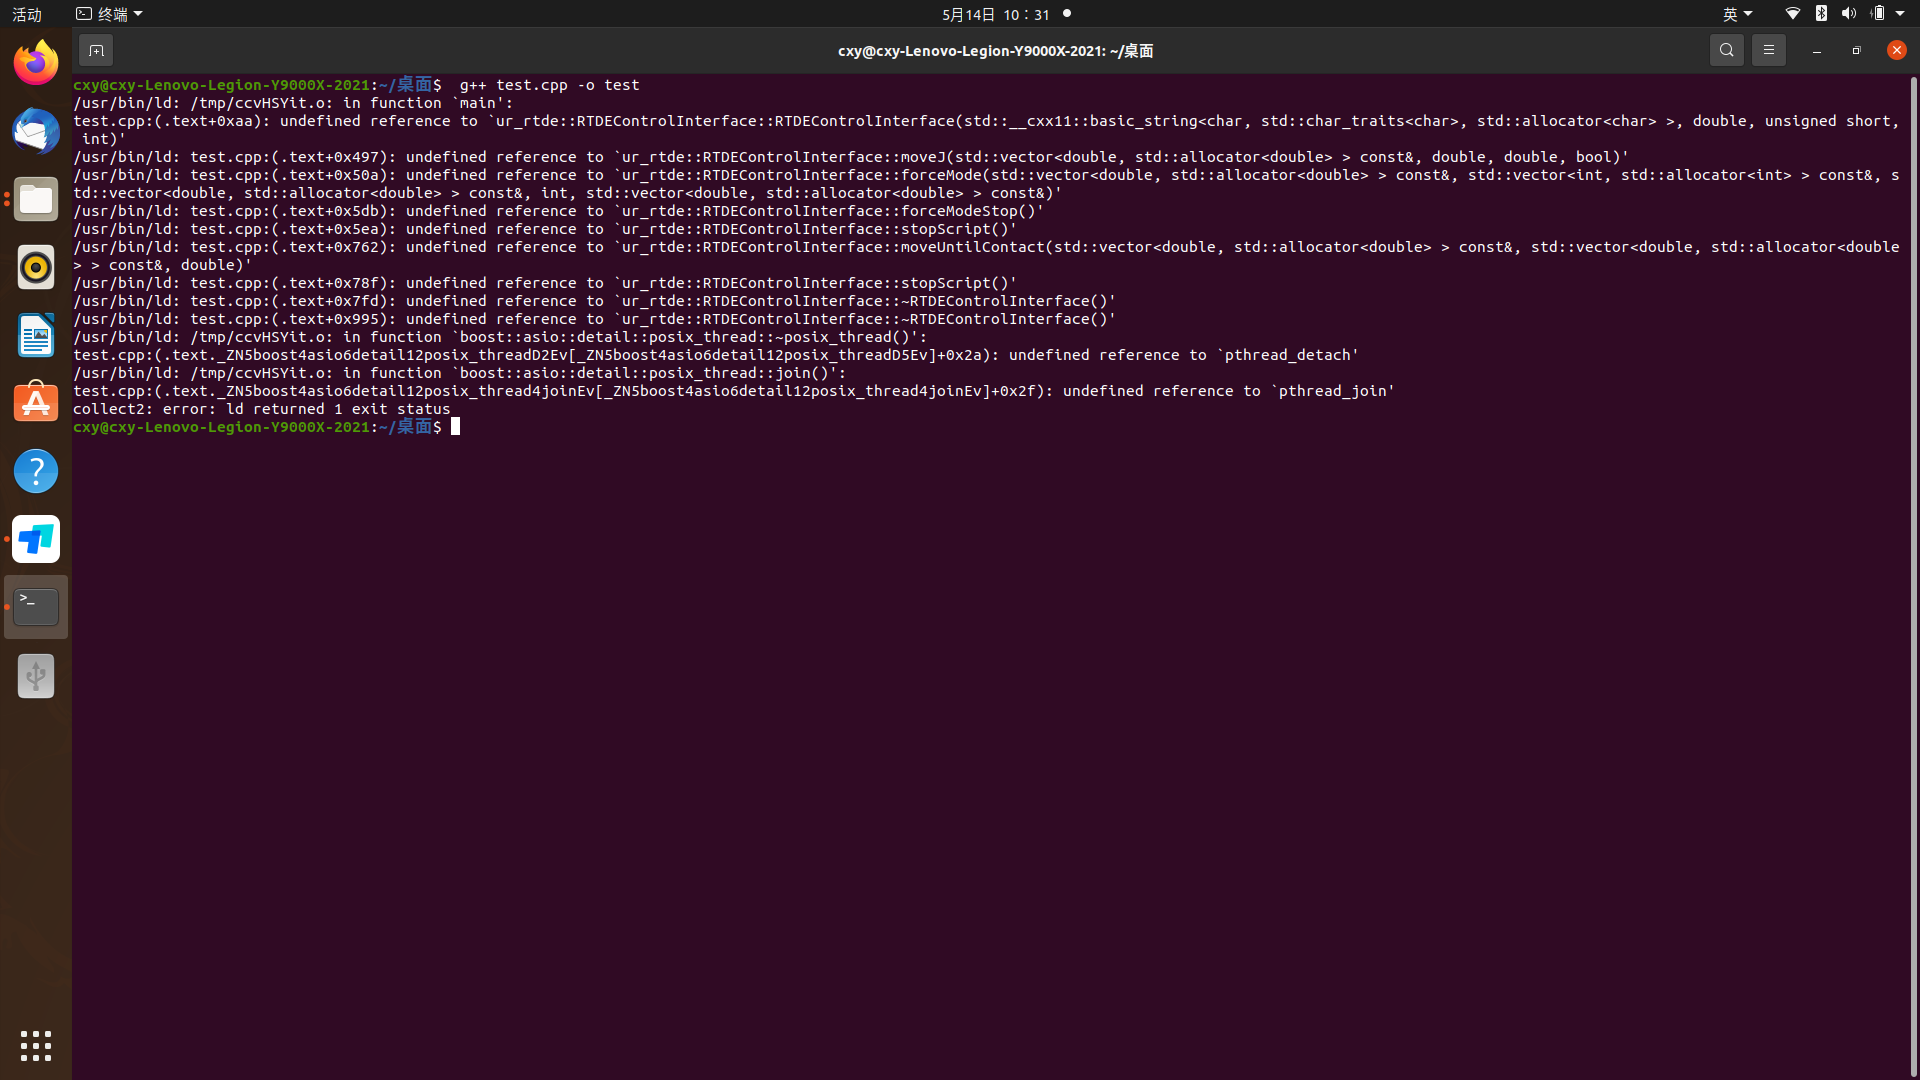 活动 终端 5月14日 10：31 英
cxy@cxy-Lenovo-Legion-Y9000X-2021: ~/桌面
cxy@cxy-Lenovo-Legion-Y9000X-2021:~/桌面$  g++ test.cpp -o test
/usr/bin/ld: /tmp/ccvHSYit.o: in function `main':
test.cpp:(.text+0xaa): undefined reference to `ur_rtde::RTDEControlInterface::RTDEControlInterface(std::__cxx11::basic_string<char, std::char_traits<char>, std::allocator<char> >, double, unsigned short,
 int)'
/usr/bin/ld: test.cpp:(.text+0x497): undefined reference to `ur_rtde::RTDEControlInterface::moveJ(std::vector<double, std::allocator<double> > const&, double, double, bool)'
/usr/bin/ld: test.cpp:(.text+0x50a): undefined reference to `ur_rtde::RTDEControlInterface::forceMode(std::vector<double, std::allocator<double> > const&, std::vector<int, std::allocator<int> > const&, s
td::vector<double, std::allocator<double> > const&, int, std::vector<double, std::allocator<double> > const&)'
/usr/bin/ld: test.cpp:(.text+0x5db): undefined reference to `ur_rtde::RTDEControlInterface::forceModeStop()'
/usr/bin/ld: test.cpp:(.text+0x5ea): undefined reference to `ur_rtde::RTDEControlInterface::stopScript()'
/usr/bin/ld: test.cpp:(.text+0x762): undefined reference to `ur_rtde::RTDEControlInterface::moveUntilContact(std::vector<double, std::allocator<double> > const&, std::vector<double, std::allocator<double
> > const&, double)'
/usr/bin/ld: test.cpp:(.text+0x78f): undefined reference to `ur_rtde::RTDEControlInterface::stopScript()'
/usr/bin/ld: test.cpp:(.text+0x7fd): undefined reference to `ur_rtde::RTDEControlInterface::~RTDEControlInterface()'
/usr/bin/ld: test.cpp:(.text+0x995): undefined reference to `ur_rtde::RTDEControlInterface::~RTDEControlInterface()'
/usr/bin/ld: /tmp/ccvHSYit.o: in function `boost::asio::detail::posix_thread::~posix_thread()':
test.cpp:(.text._ZN5boost4asio6detail12posix_threadD2Ev[_ZN5boost4asio6detail12posix_threadD5Ev]+0x2a): undefined reference to `pthread_detach'
/usr/bin/ld: /tmp/ccvHSYit.o: in function `boost::asio::detail::posix_thread::join()':
test.cpp:(.text._ZN5boost4asio6detail12posix_thread4joinEv[_ZN5boost4asio6detail12posix_thread4joinEv]+0x2f): undefined reference to `pthread_join'
collect2: error: ld returned 1 exit status
cxy@cxy-Lenovo-Legion-Y9000X-2021:~/桌面$